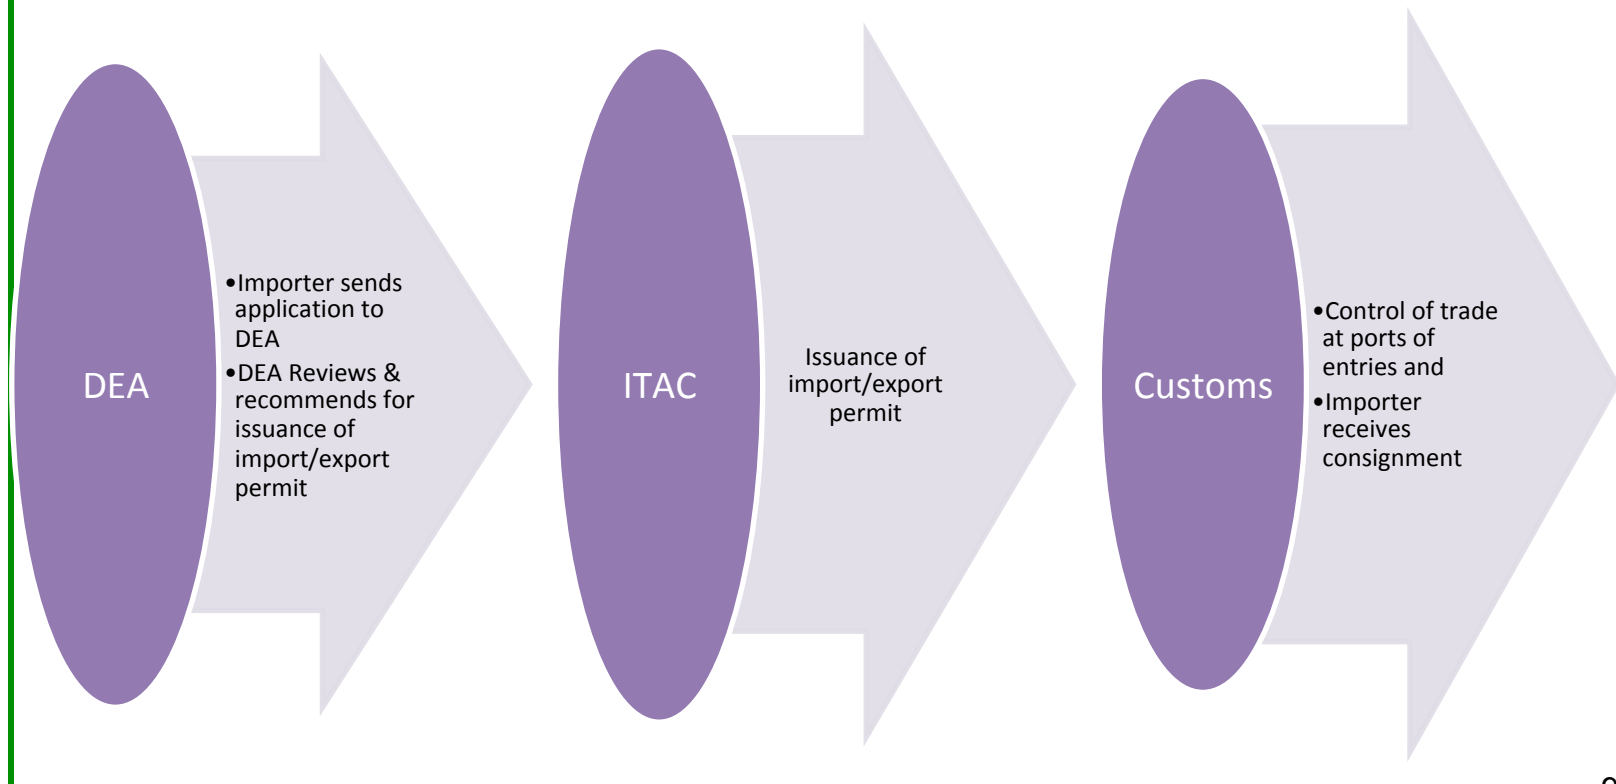 DEA
•Importer sends
application to
DEA
•DEA Reviews &
recommends for
issuance of
import/export
permit
ITAC
Issuance of
import/export
permit
Customs
•Control of trade
at ports of
entries and
•Importer
receives
consignment